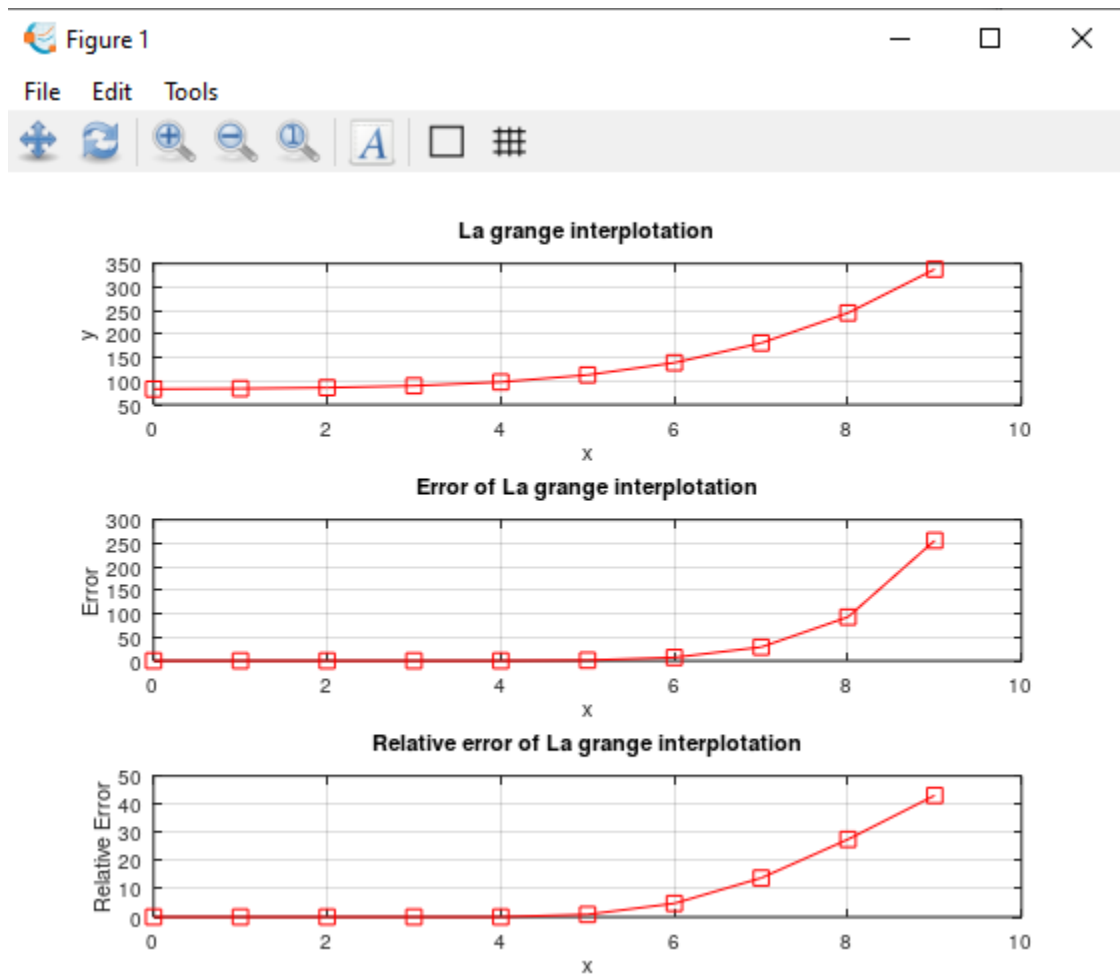 Figure 1
File Edit Tools
A
La grange interplotation
350
300
250
200
150
100
50
y
0 2 4 6 8 10
x
Error of La grange interplotation
300
250
200
150
100
50
0
Error
0 2 4 6 8 10
x
Relative error of La grange interplotation
50
40
30
20
10
0
Relative Error
0 2 4 6 8 10
x